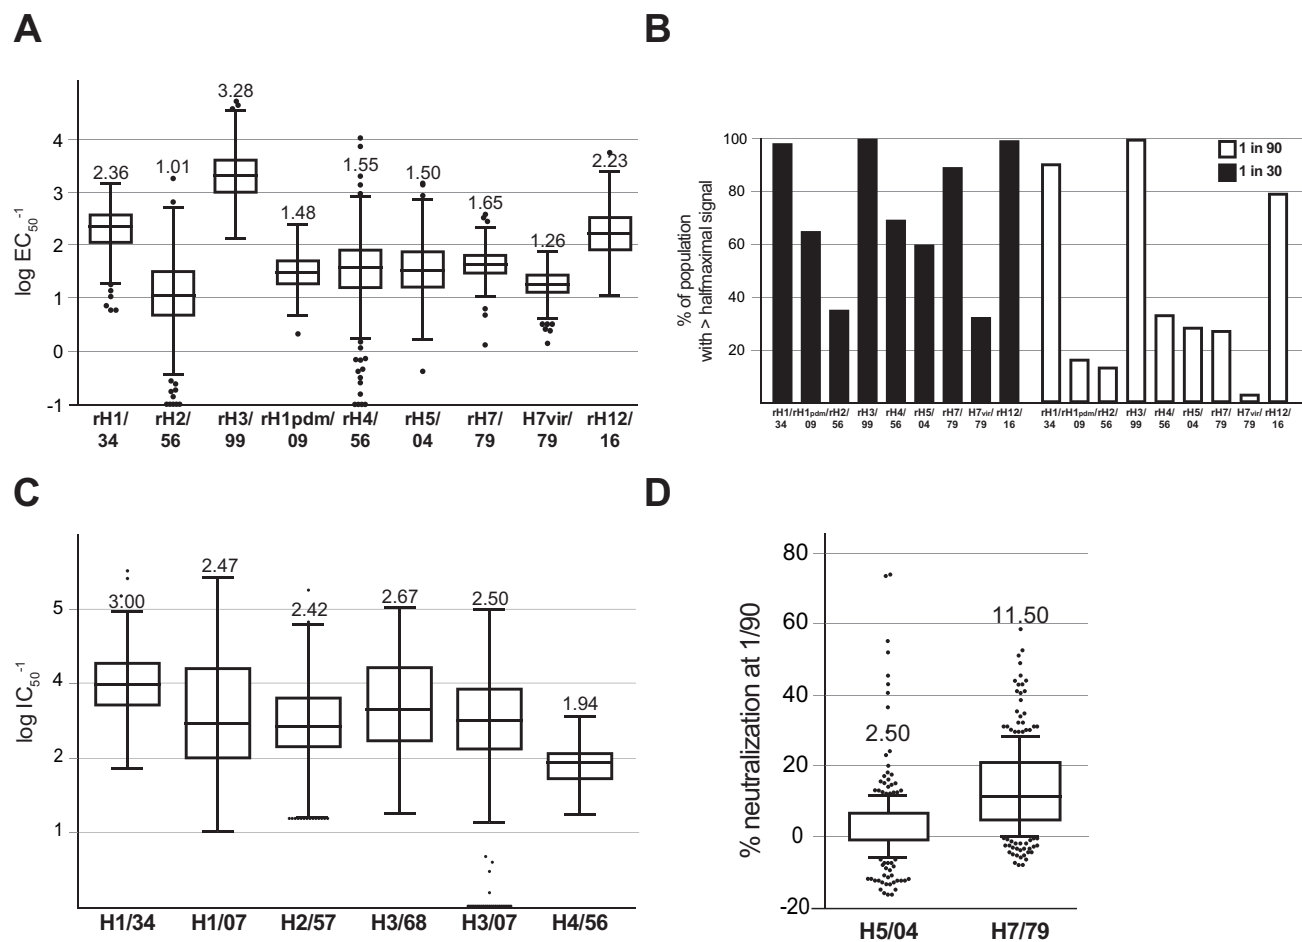 A
log EC50-1
4
3
2
1
0
-1
2.36
1.01
3.28
1.48
1.55
1.50
1.65
1.26
2.23
rH1/ rH2/ rH3/ rH1pdm/ rH4/ rH5/ rH7/ H7vir/ rH12/
34 56 99 09 56 04 79 79 16
B
% of population
with > halfmaximal signal
100
80
60
40
20
1 in 90
1 in 30
rH1/ rH1pdm/ rH2/ rH3/ rH4/ rH5/ rH7/ H7vir/ rH12/ rH1/ rH1pdm/ rH2/ rH3/ rH4/ rH5/ rH7/ H7vir/ rH12/
34 09 56 99 56 04 79 79 16 34 09 56 99 56 04 79 79 16
C
log IC50-1
5
4
2
1
3.00
2.47
2.42
2.67
2.50
1.94
H1/34 H1/07 H2/57 H3/68 H3/07 H4/56
D
% neutralization at 1/90
80
60
40
20
0
-20
2.50
11.50
H5/04 H7/79